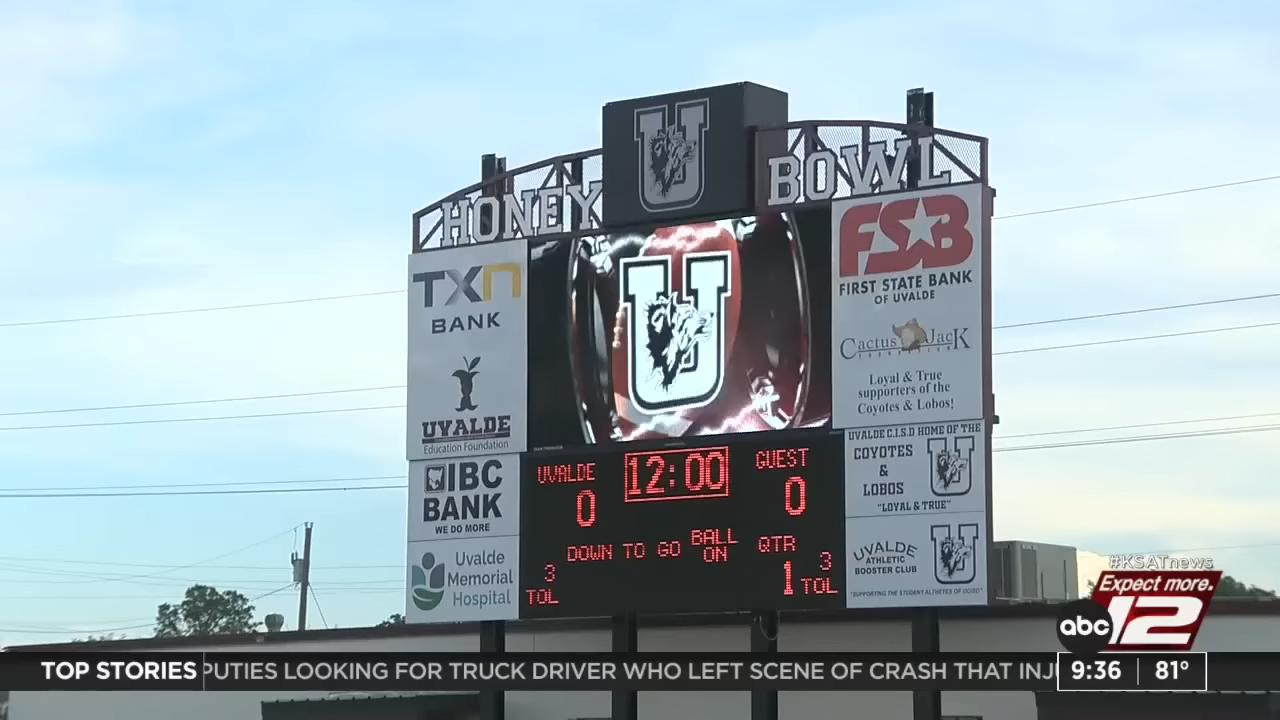 HONEY
BOWL
U
TXN
BANK
UVALDE
Education Foundation
IBC
BANK
WE DO MORE
Uvalde
Memorial
Hospital
U
FSB
FIRST STATE BANK
OF UVALDE
Cactus Jack
Loyal & True
supporters of the
Coyotes & Lobos!
UVALDE C.I.S.D HOME OF THE
COYOTES
&
LOBOS
"LOYAL & TRUE"
U
UVALDE
ATHLETIC
BOOSTER CLUB
U
"SUPPORTING THE STUDENT ATHLETES OF UCISD"
UVALDE 12:00 GUEST
0 0
DOWN TO GO BALL ON QTR
3 TOL 1 3 TOL
#KSATnews
Expect more.
abc 12
TOP STORIES PUTIES LOOKING FOR TRUCK DRIVER WHO LEFT SCENE OF CRASH THAT INJ
9:36 81°